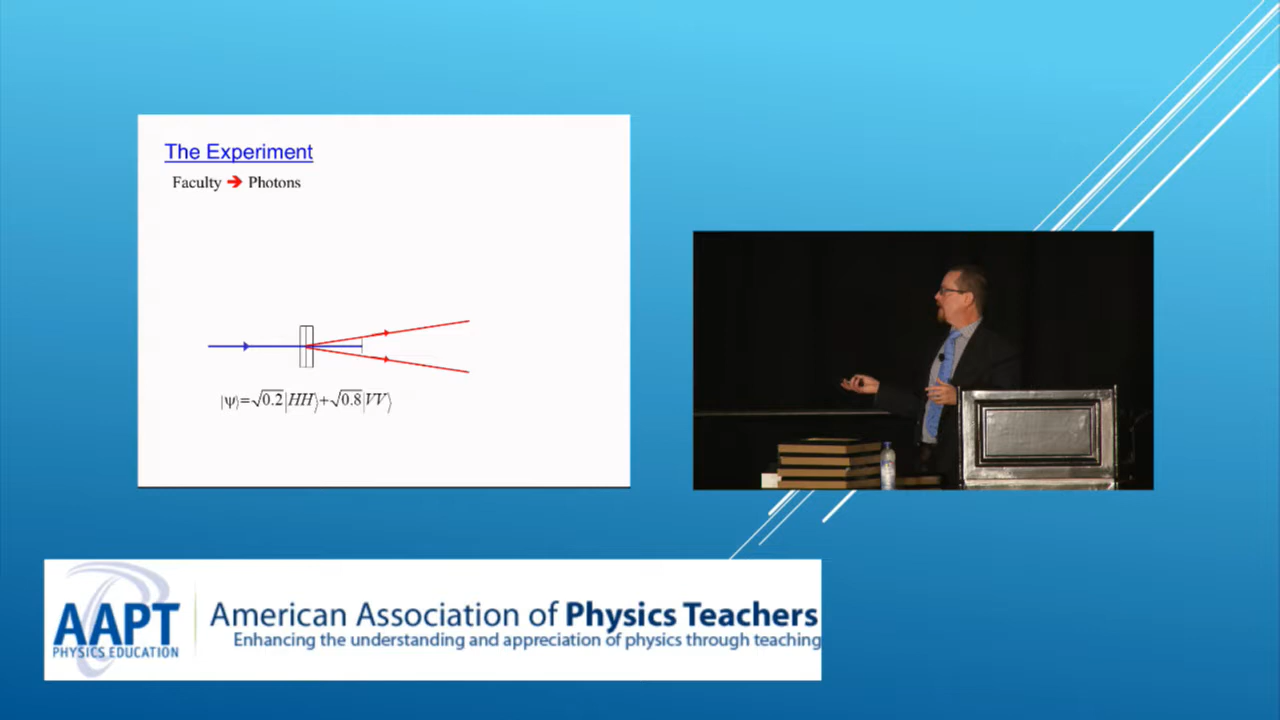 The Experiment
Faculty ➔ Photons
|ψ⟩=√0.2|HH⟩+√0.8|VV⟩
AAPT
PHYSICS EDUCATION
American Association of Physics Teachers
Enhancing the understanding and appreciation of physics through teaching